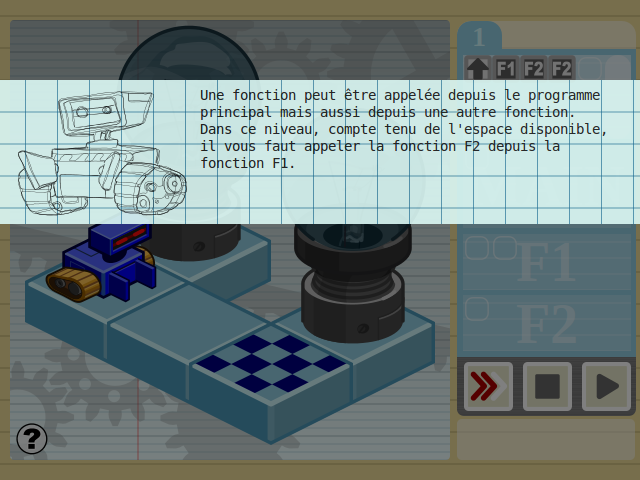 1
F1 F2 F2
Une fonction peut être appelée depuis le programme
principal mais aussi depuis une autre fonction.
Dans ce niveau, compte tenu de l'espace disponible,
il vous faut appeler la fonction F2 depuis la
fonction F1.
F1
F2
?